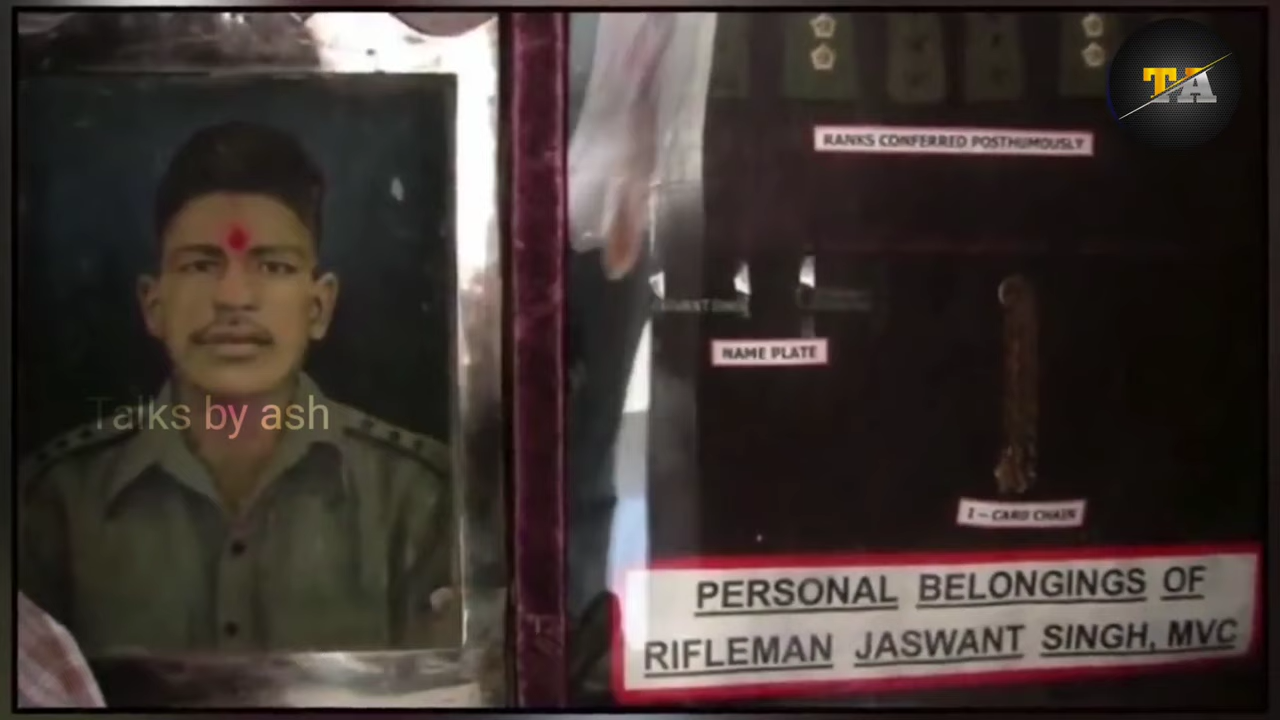 TA
RANKS CONFERRED POSTHUMOUSLY
NAME PLATE
Talks by ash
I - CARD CHAIN
PERSONAL BELONGINGS OF
RIFLEMAN JASWANT SINGH, MVC